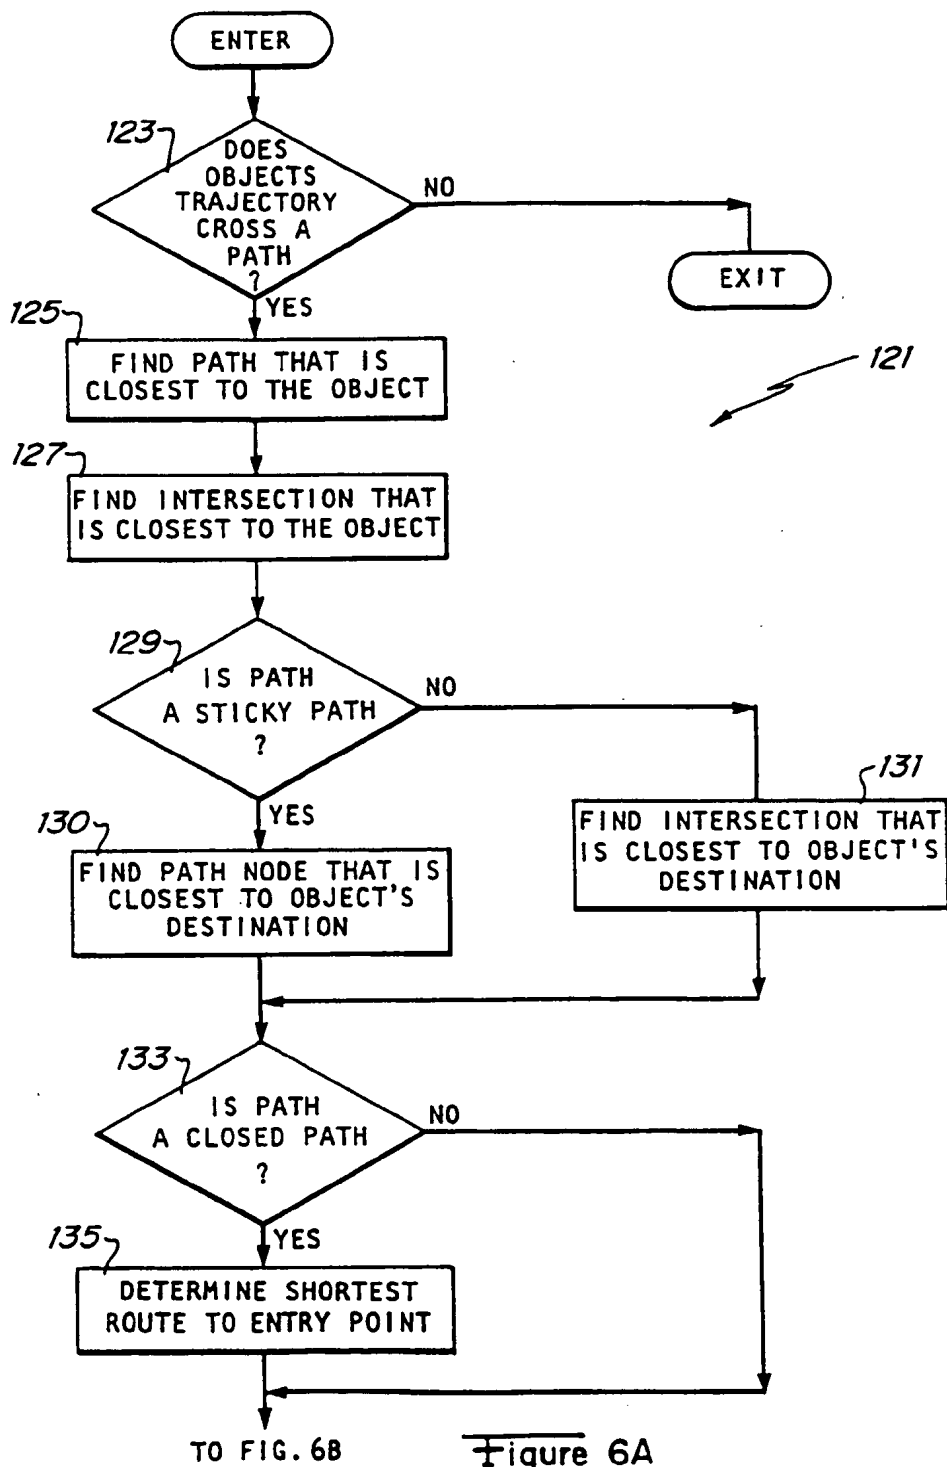 ENTER
123
DOES
OBJECTS
TRAJECTORY
CROSS A
PATH
?
NO
EXIT
YES
125
FIND PATH THAT IS
CLOSEST TO THE OBJECT
121
127
FIND INTERSECTION THAT
IS CLOSEST TO THE OBJECT
129
IS PATH
A STICKY PATH
?
NO
YES
131
FIND INTERSECTION THAT
IS CLOSEST TO OBJECT'S
DESTINATION
130
FIND PATH NODE THAT IS
CLOSEST TO OBJECT'S
DESTINATION
133
IS PATH
A CLOSED PATH
?
NO
YES
135
DETERMINE SHORTEST
ROUTE TO ENTRY POINT
TO FIG. 6B
Figure 6A